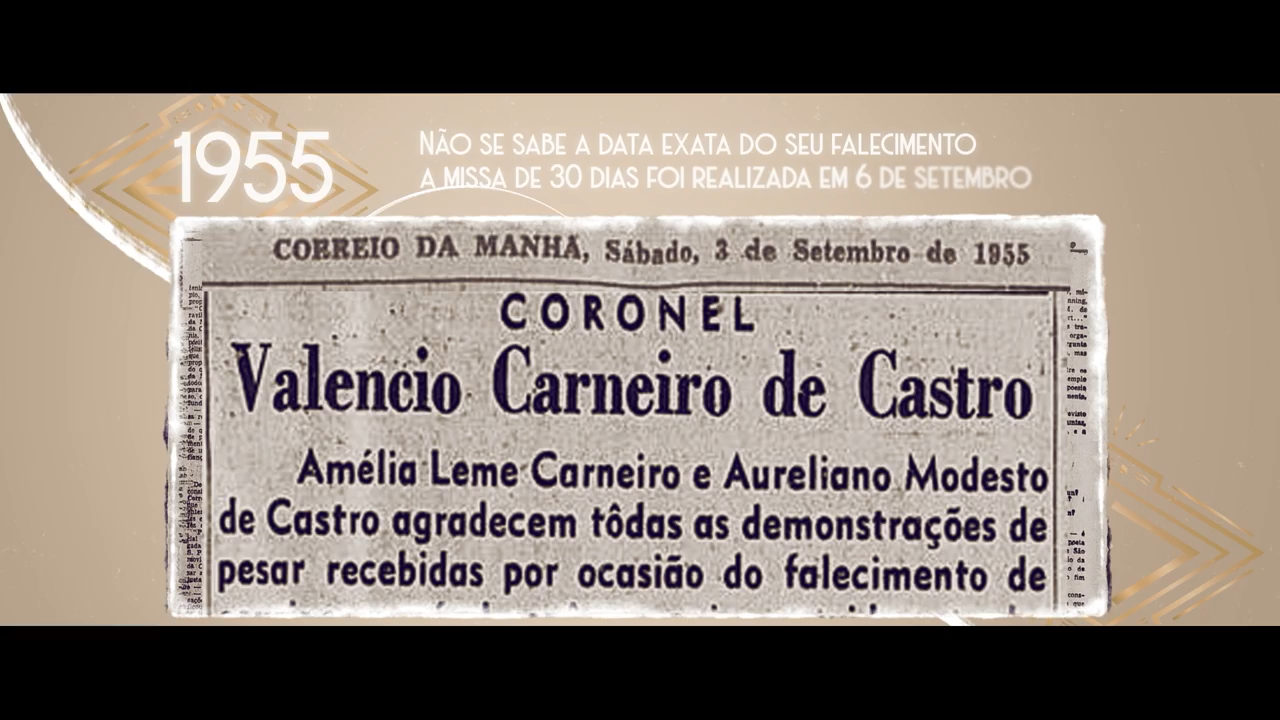 1955
NÃO SE SABE A DATA EXATA DO SEU FALECIMENTO
A MISSA DE 30 DIAS FOI REALIZADA EM 6 DE SETEMBRO
CORREIO DA MANHÃ, Sábado, 3 de Setembro de 1955
CORONEL
Valencio Carneiro de Castro
Amélia Leme Carneiro e Aureliano Modesto
de Castro agradecem tôdas as demonstrações de
pesar recebidas por ocasião do falecimento de